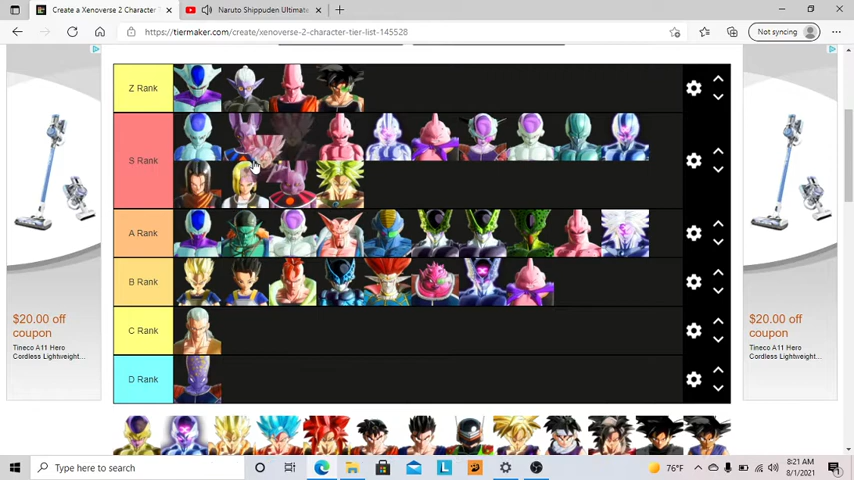 Create a Xenoverse 2 Character T
Naruto Shippuden Ultimate
https://tiermaker.com/create/xenoverse-2-character-tier-list-145528
Not syncing
Z Rank
S Rank
A Rank
B Rank
C Rank
D Rank
$20.00 off
coupon
Tineco A11 Hero
Cordless Lightweight...
$20.00 off
coupon
Tineco A11 Hero
Cordless Lightweight...
Type here to search
76°F
8:21 AM
8/1/2021